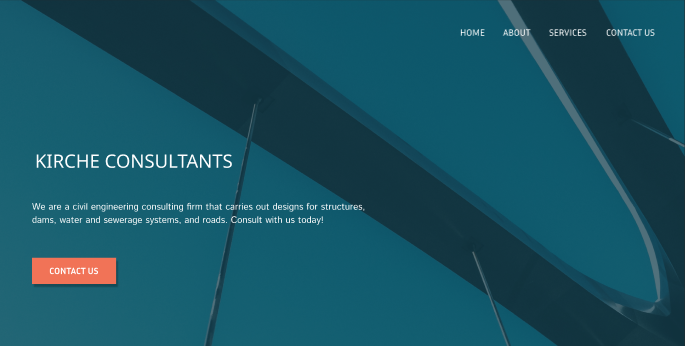 HOME ABOUT SERVICES CONTACT US
KIRCHE CONSULTANTS
We are a civil engineering consulting firm that carries out designs for structures,
dams, water and sewerage systems, and roads. Consult with us today!
CONTACT US